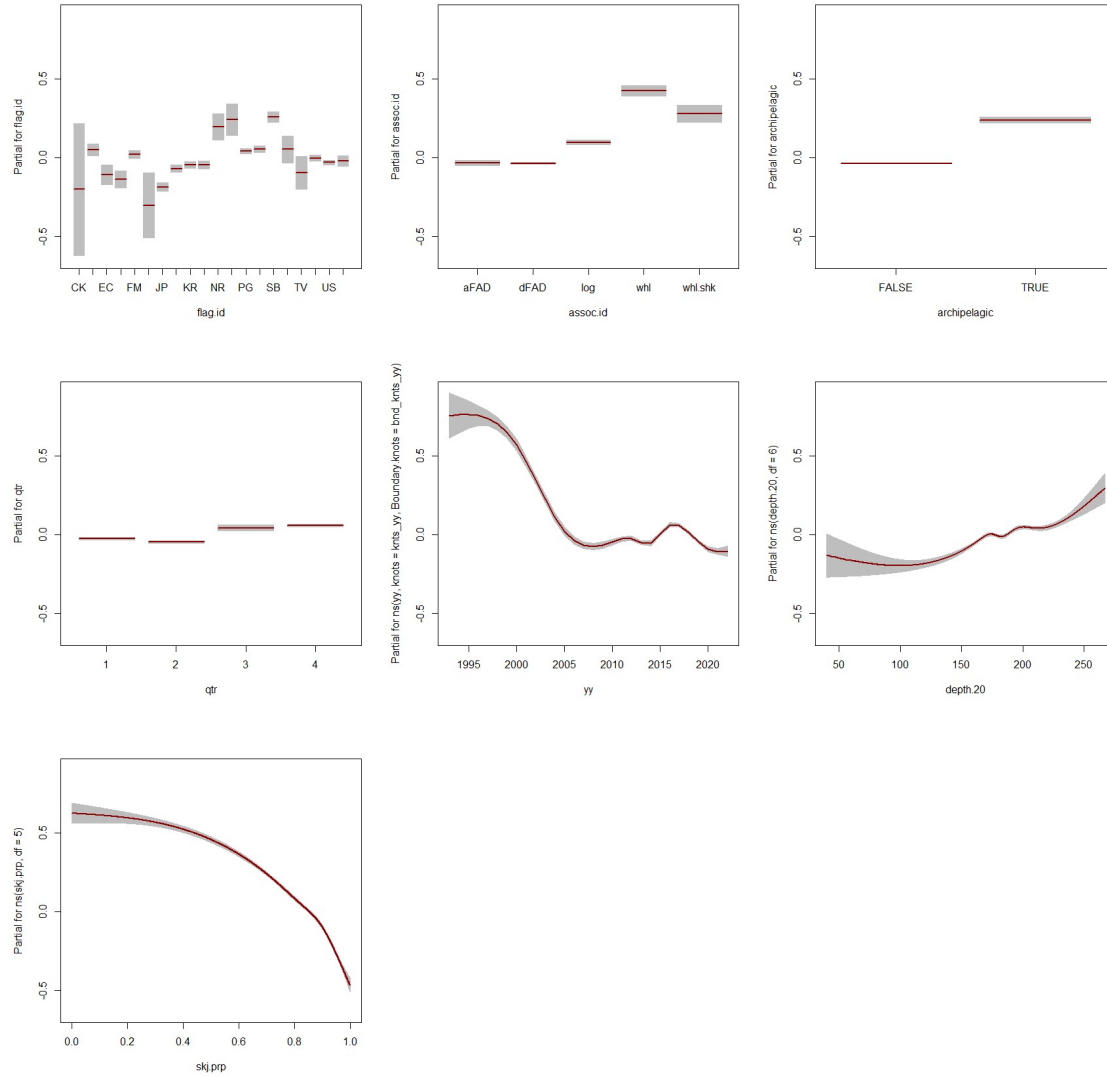 Partial for flag.id
0.5
0.0
-0.5
CK EC FM JP KR NR PG SB TV US
flag.id
Partial for assoc.id
0.5
0.0
-0.5
aFAD dFAD log whl whl.shk
assoc.id
Partial for archipelagic
0.5
0.0
-0.5
FALSE TRUE
archipelagic
Partial for qtr
0.5
0.0
-0.5
1 2 3 4
qtr
Partial for ns(yy, knots = knts_yy, Boundary.knots = bnd_knts_yy)
0.5
0.0
-0.5
1995 2000 2005 2010 2015 2020
yy
Partial for ns(depth.20, df = 6)
0.5
0.0
-0.5
50 100 150 200 250
depth.20
Partial for ns(skj.prp, df = 5)
0.5
0.0
-0.5
0.0 0.2 0.4 0.6 0.8 1.0
skj.prp